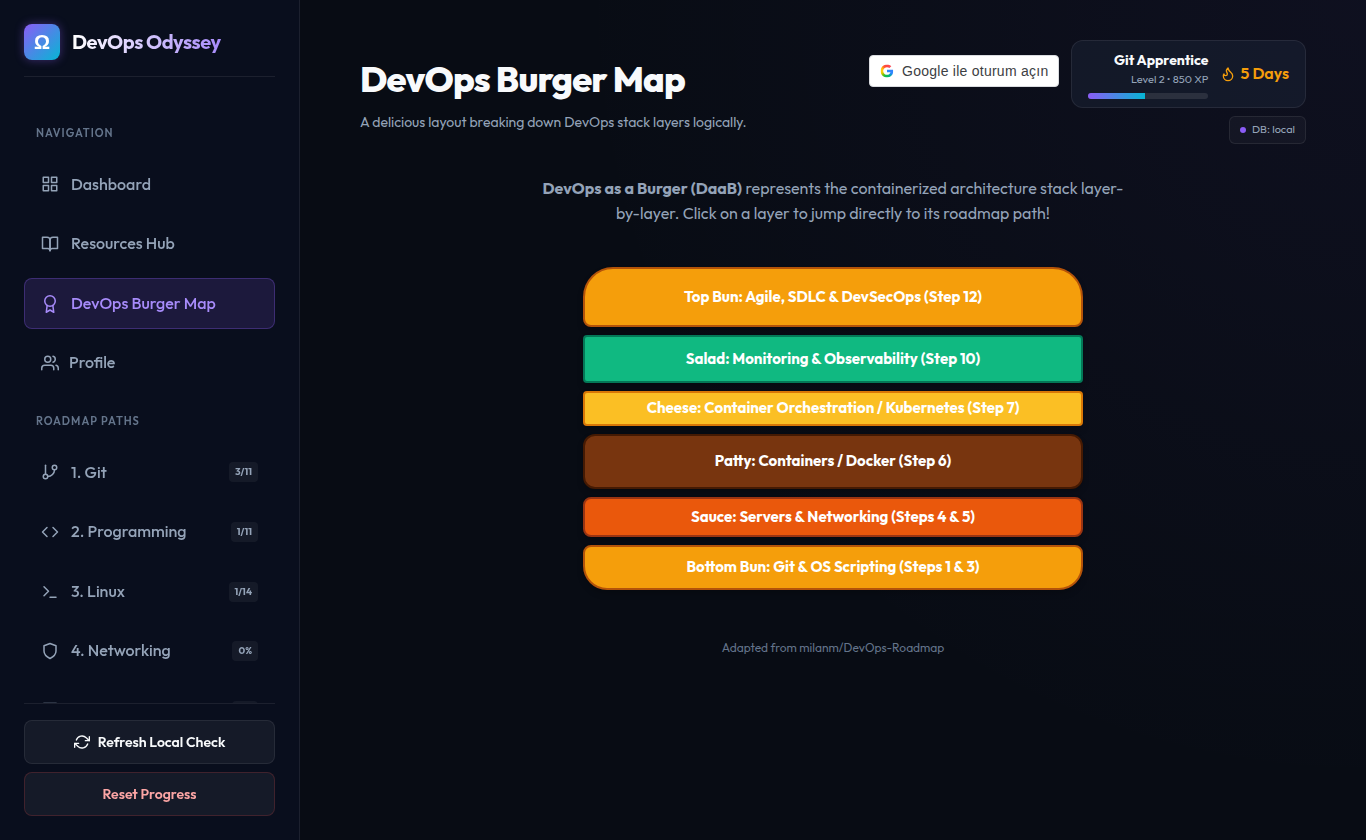 Ω DevOps Odyssey
NAVIGATION
Dashboard
Resources Hub
DevOps Burger Map
Profile
ROADMAP PATHS
1. Git 3/11
2. Programming 1/11
3. Linux 1/14
4. Networking 0%
Refresh Local Check
Reset Progress
DevOps Burger Map
A delicious layout breaking down DevOps stack layers logically.
Google ile oturum açın
Git Apprentice
Level 2 • 850 XP
5 Days
DB: local
DevOps as a Burger (DaaB) represents the containerized architecture stack layer-
by-layer. Click on a layer to jump directly to its roadmap path!
Top Bun: Agile, SDLC & DevSecOps (Step 12)
Salad: Monitoring & Observability (Step 10)
Cheese: Container Orchestration / Kubernetes (Step 7)
Patty: Containers / Docker (Step 6)
Sauce: Servers & Networking (Steps 4 & 5)
Bottom Bun: Git & OS Scripting (Steps 1 & 3)
Adapted from milanm/DevOps-Roadmap